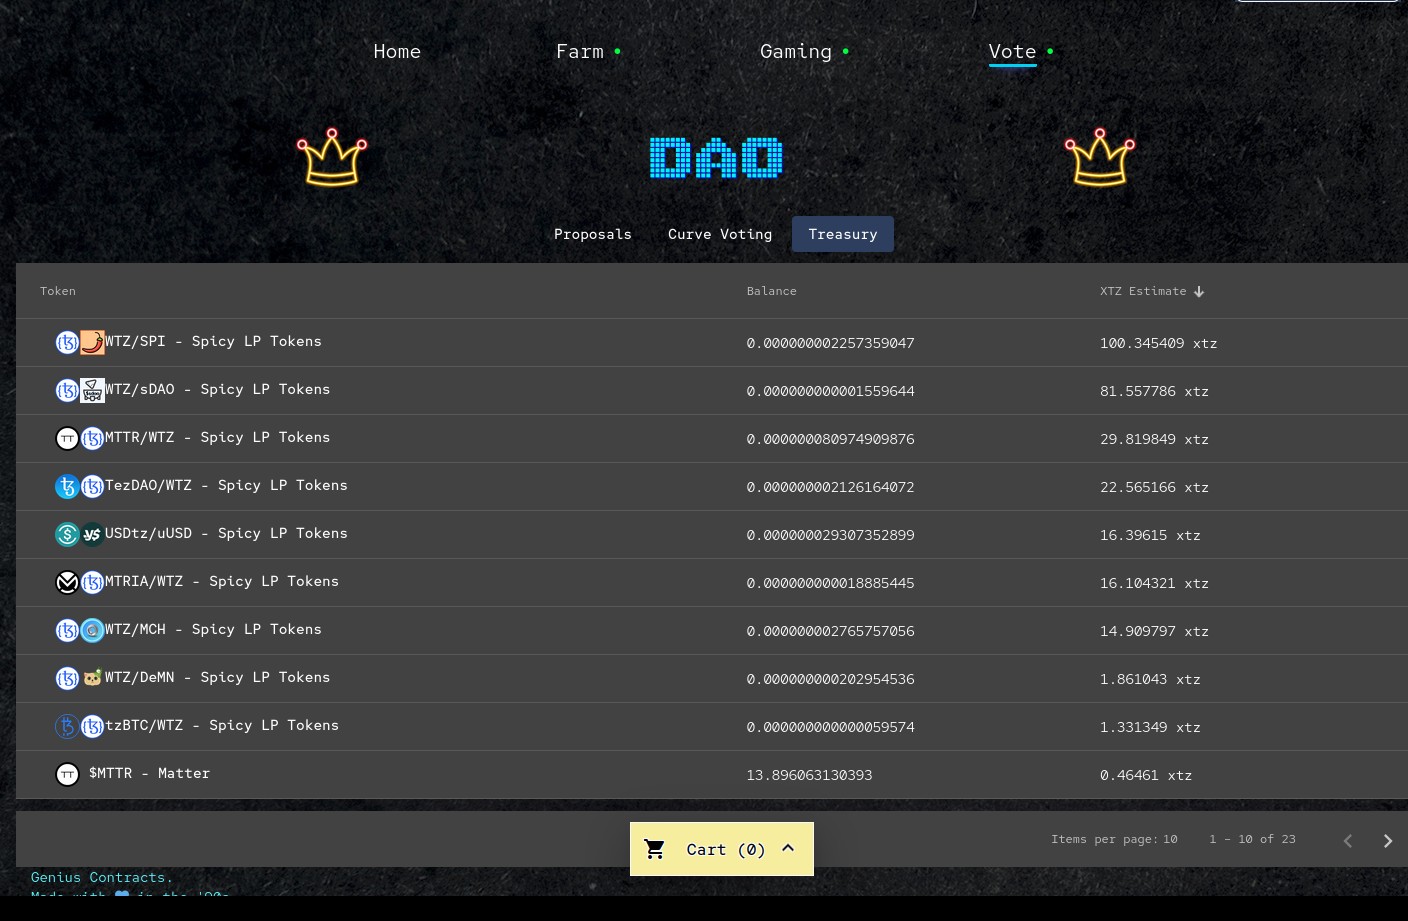 Home Farm Gaming Vote
DAO
Proposals Curve Voting Treasury
Token Balance XTZ Estimate
WTZ/SPI - Spicy LP Tokens 0.000000002257359047 100.345409 xtz
WTZ/sDAO - Spicy LP Tokens 0.000000000001559644 81.557786 xtz
MTTR/WTZ - Spicy LP Tokens 0.000000080974909876 29.819849 xtz
TezDAO/WTZ - Spicy LP Tokens 0.000000002126164072 22.565166 xtz
USDtz/uUSD - Spicy LP Tokens 0.000000029307352899 16.39615 xtz
MTRIA/WTZ - Spicy LP Tokens 0.000000000018885445 16.104321 xtz
WTZ/MCH - Spicy LP Tokens 0.000000002765757056 14.909797 xtz
WTZ/DeMN - Spicy LP Tokens 0.000000000202954536 1.861043 xtz
tzBTC/WTZ - Spicy LP Tokens 0.000000000000059574 1.331349 xtz
$MTTR - Matter 13.896063130393 0.46461 xtz
Items per page: 10 1 – 10 of 23
Cart (0)
Genius Contracts.
Made with 💙 in the '90s